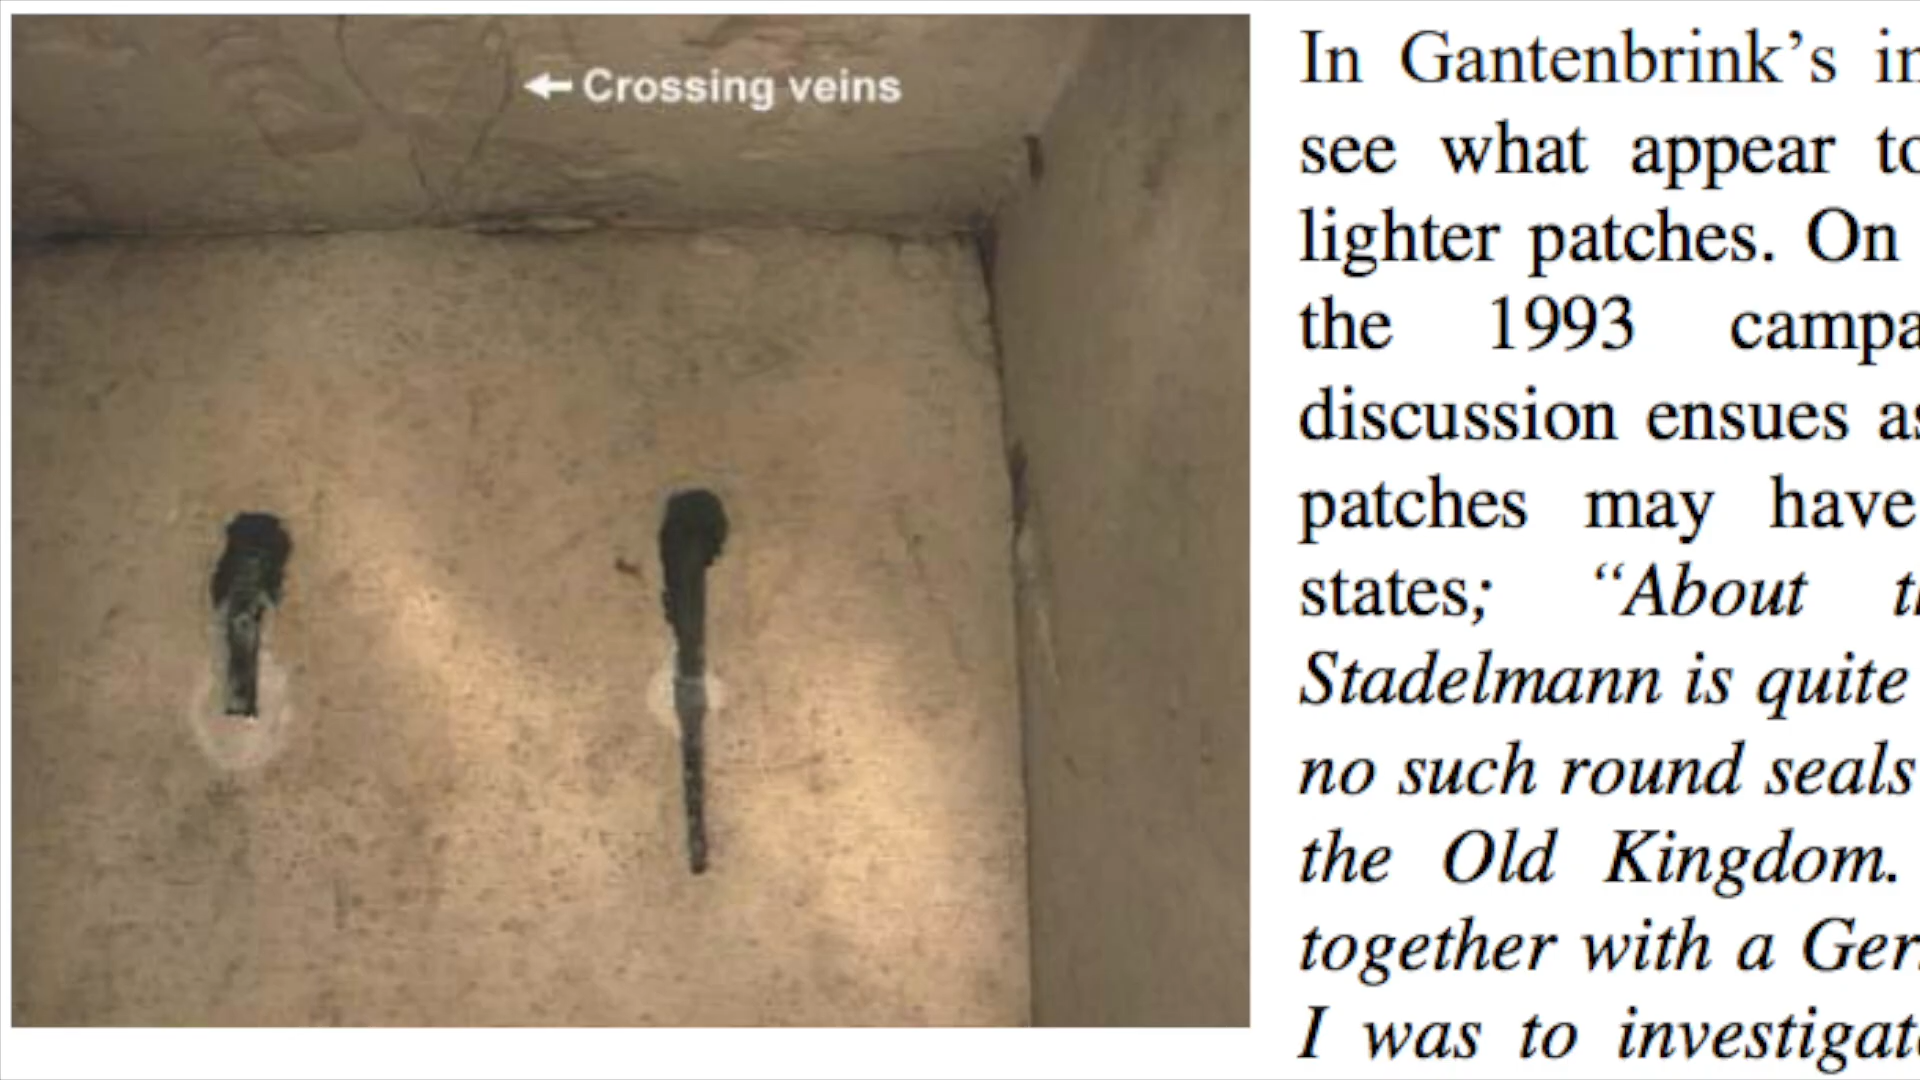 Crossing veins
In Gantenbrink’s
see what appear
lighter patches. On
the 1993
discussion ensues
patches may have
states; “About
Stadelmann is quite
no such round seals
the Old Kingdom.
together with a
I was to